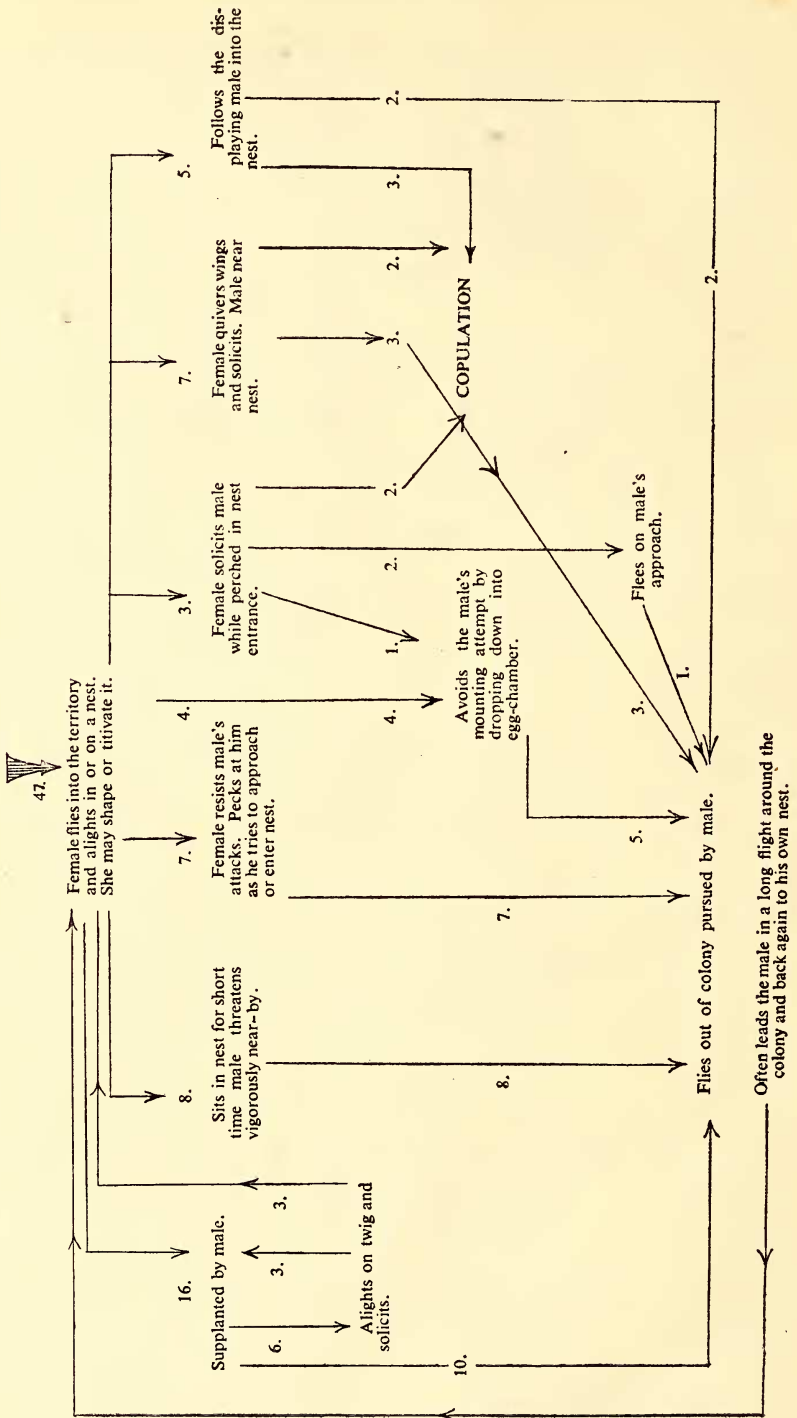 47.
Female flies into the territory
and alights in or on a nest.
She may shape or titivate it.
16.
Supplanted by male.
6.
3.
3.
Alights on twig and
solicits.
10.
8.
Sits in nest for short
time male threatens
vigorously near-by.
8.
7.
Female resists male's
attacks. Pecks at him
as he tries to approach
or enter nest.
7.
4.
4.
Avoids the male's
mounting attempt by
dropping down into
egg-chamber.
5.
3.
Female solicits male
while perched in nest
entrance.
1.
2.
2.
Flees on male's
approach.
1.
7.
Female quivers wings
and solicits. Male near
nest.
3.
2.
3.
5.
Follows the dis-
playing male into the
nest.
3.
2.
2.
COPULATION
Flies out of colony pursued by male.
Often leads the male in a long flight around the
colony and back again to his own nest.